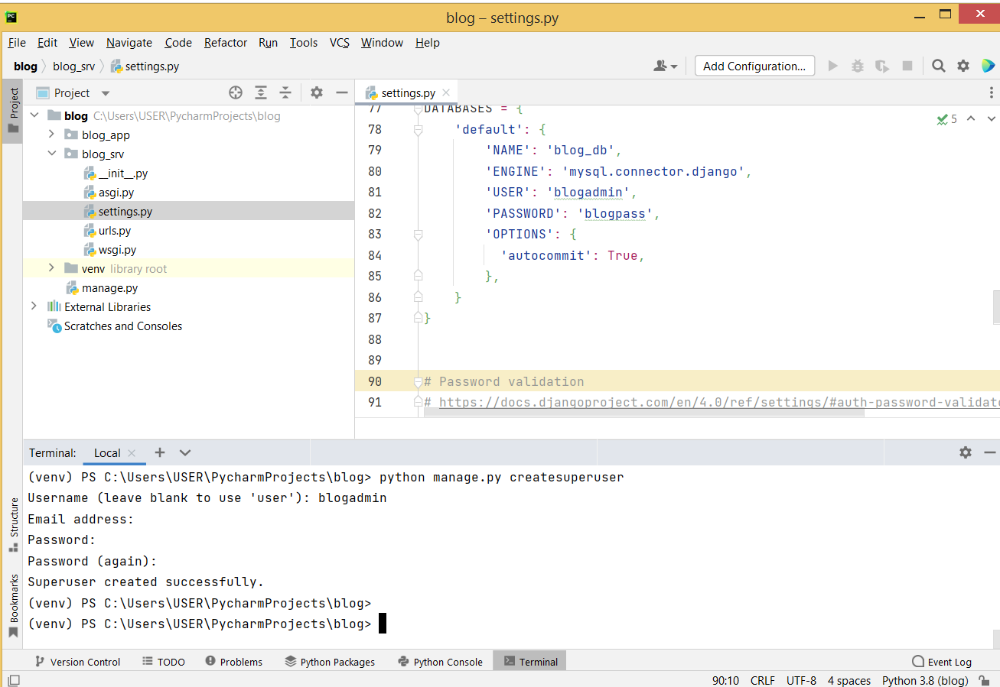 PC
blog – settings.py
File Edit View Navigate Code Refactor Run Tools VCS Window Help
blog blog_srv settings.py Add Configuration...
Project
Project
blog C:\Users\USER\PycharmProjects\blog
blog_app
blog_srv
__init__.py
asgi.py
settings.py
urls.py
wsgi.py
venv library root
manage.py
External Libraries
Scratches and Consoles
settings.py
5
77 DATABASES = {
78 'default': {
79 'NAME': 'blog_db',
80 'ENGINE': 'mysql.connector.django',
81 'USER': 'blogadmin',
82 'PASSWORD': 'blogpass',
83 'OPTIONS': {
84 'autocommit': True,
85 },
86 }
87 }
88
89
90 # Password validation
91 # https://docs.djangoproject.com/en/4.0/ref/settings/#auth-password-validato
Terminal: Local
(venv) PS C:\Users\USER\PycharmProjects\blog> python manage.py createsuperuser
Username (leave blank to use 'user'): blogadmin
Email address:
Password:
Password (again):
Superuser created successfully.
(venv) PS C:\Users\USER\PycharmProjects\blog>
(venv) PS C:\Users\USER\PycharmProjects\blog>
Structure
Bookmarks
Version Control TODO Problems Python Packages Python Console Terminal Event Log
90:10 CRLF UTF-8 4 spaces Python 3.8 (blog)